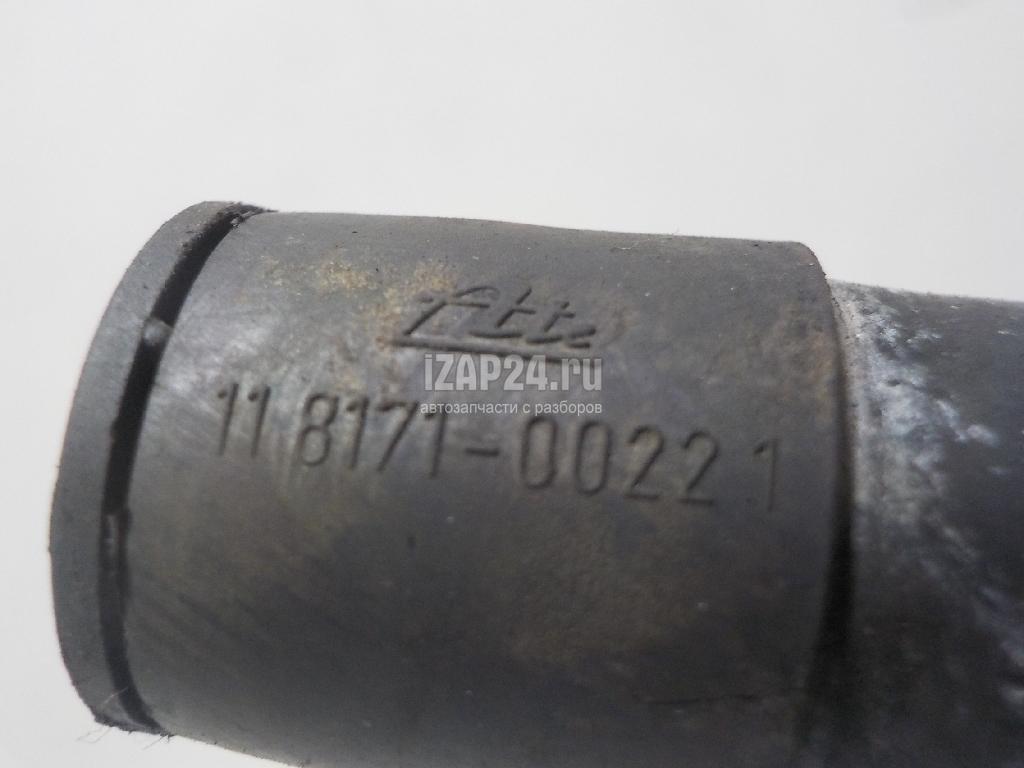 Ate
iZAP24.ru
автозапчасти с разборов
11 8171-0022 1